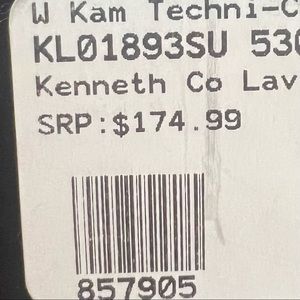 W Kam Techni-C
KL01893SU 530
Kenneth Co Lav
SRP:$174.99
857905